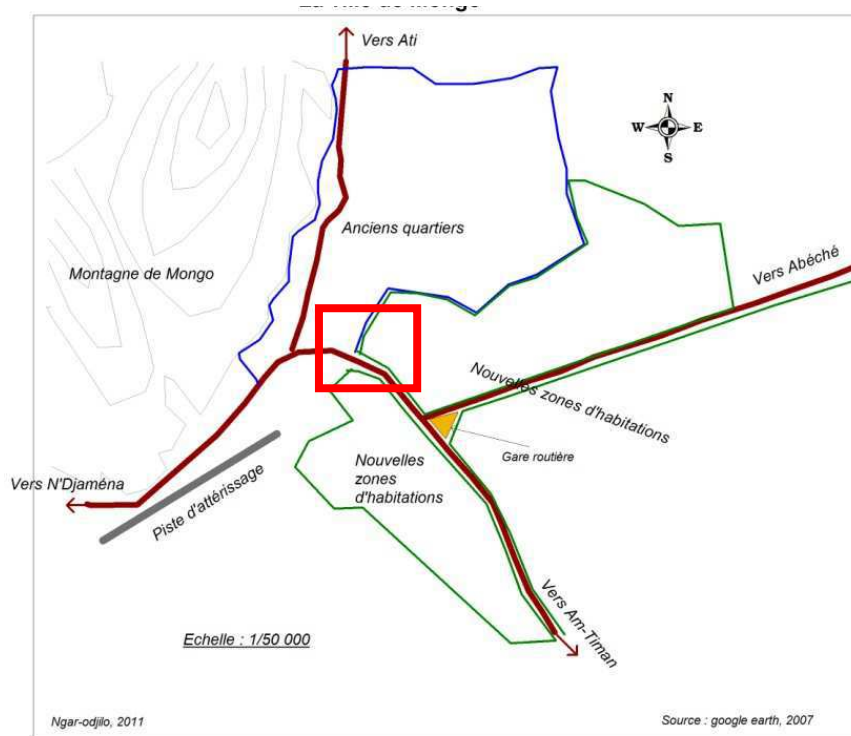 Vers Ati
N
W E
S
Anciens quartiers
Montagne de Mongo
Vers Abéché
Nouvelles zones d'habitations
Gare routière
Nouvelles
zones
d'habitations
Vers N'Djaména
Piste d'attérissage
Vers Am-Timan
Echelle : 1/50 000
Ngar-odjilo, 2011
Source : google earth, 2007